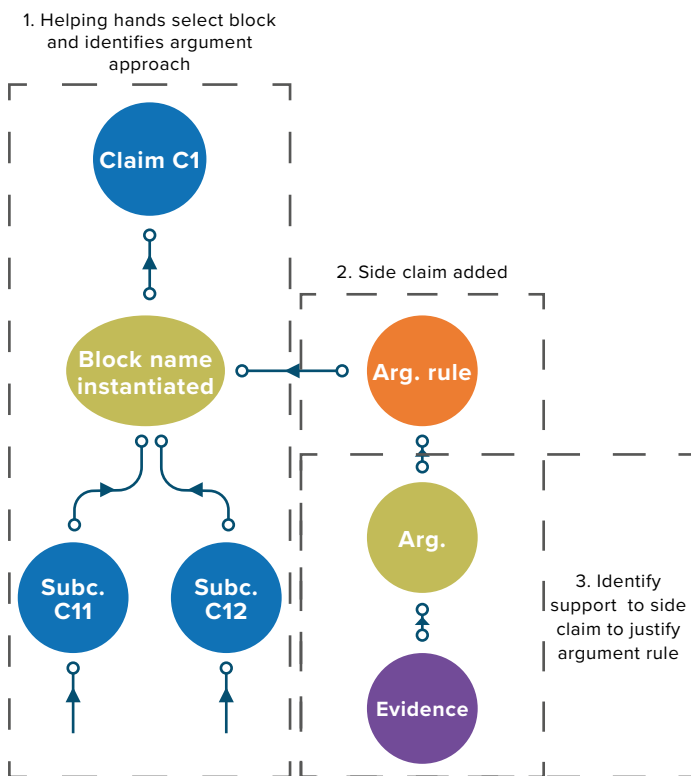 1. Helping hands select block
and identifies argument
approach
Claim C1
2. Side claim added
Block name
instantiated
Arg. rule
Arg.
Subc.
C11
Subc.
C12
3. Identify
support to side
claim to justify
argument rule
Evidence